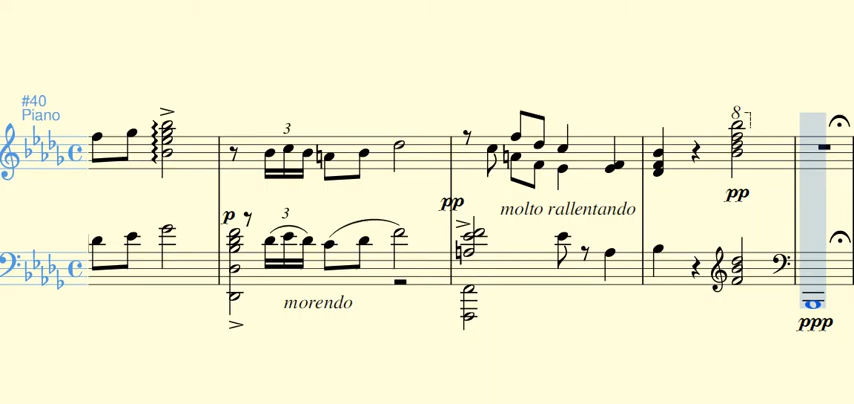 #40
Piano
3
8
p
3
pp
molto rallentando
pp
morendo
ppp